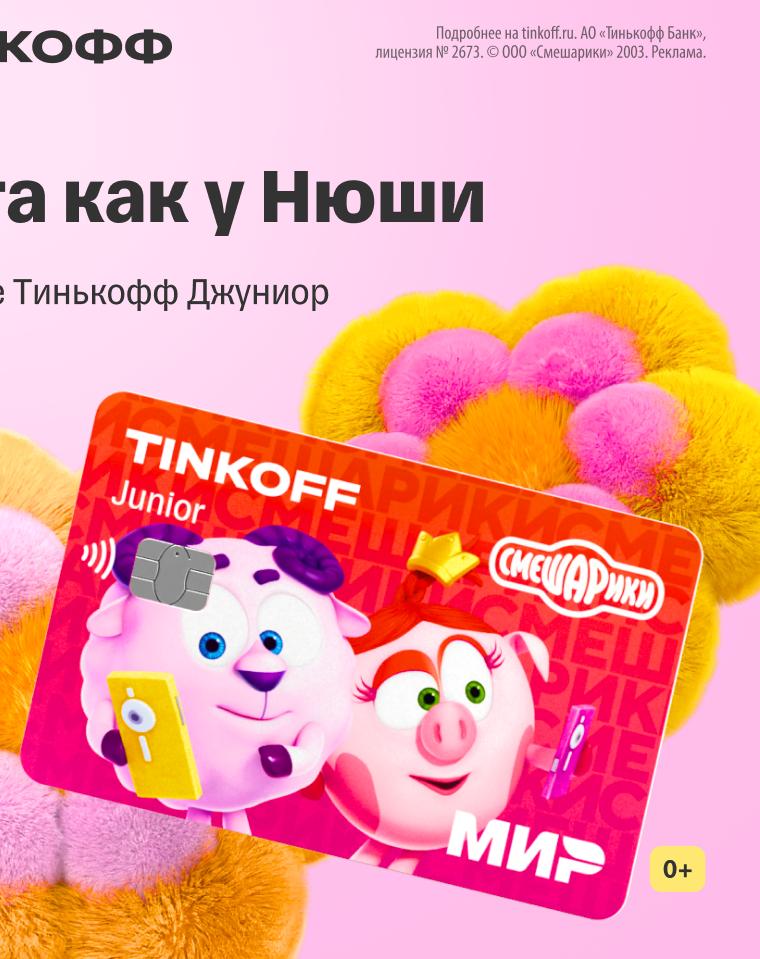 КОФФ
Подробнее на tinkoff.ru. АО «Тинькофф Банк»,
лицензия № 2673. © ООО «Смешарики» 2003. Реклама.
та как у Нюши
е Тинькофф Джуниор
TINKOFF
Junior
СМЕШАРИКИ
МИР
0+